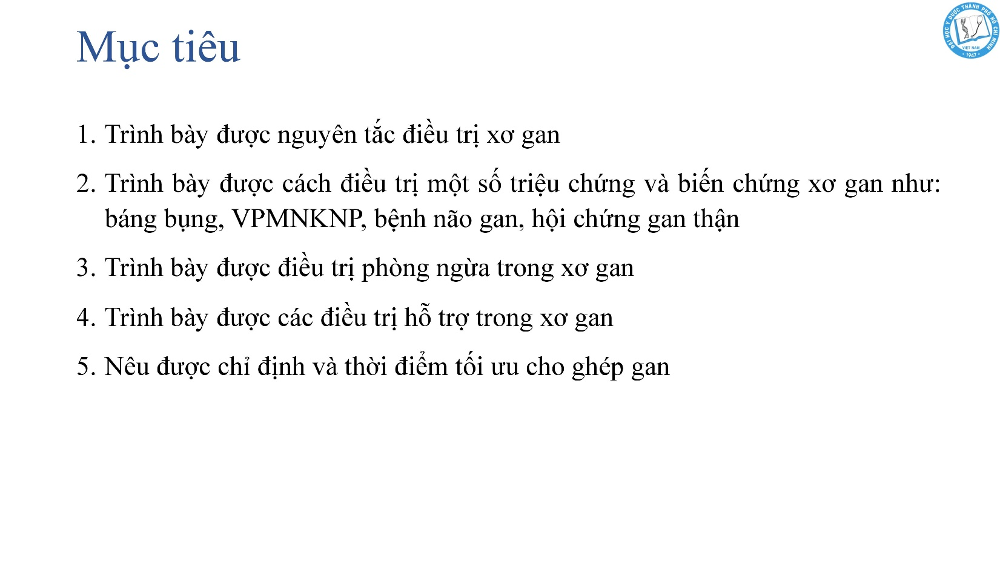 Mục tiêu
ĐẠI HỌC Y DƯỢC THÀNH PHỐ HỒ CHÍ MINH
VIỆT NAM
1947
1. Trình bày được nguyên tắc điều trị xơ gan
2. Trình bày được cách điều trị một số triệu chứng và biến chứng xơ gan như:
báng bụng, VPMNKNP, bệnh não gan, hội chứng gan thận
3. Trình bày được điều trị phòng ngừa trong xơ gan
4. Trình bày được các điều trị hỗ trợ trong xơ gan
5. Nêu được chỉ định và thời điểm tối ưu cho ghép gan